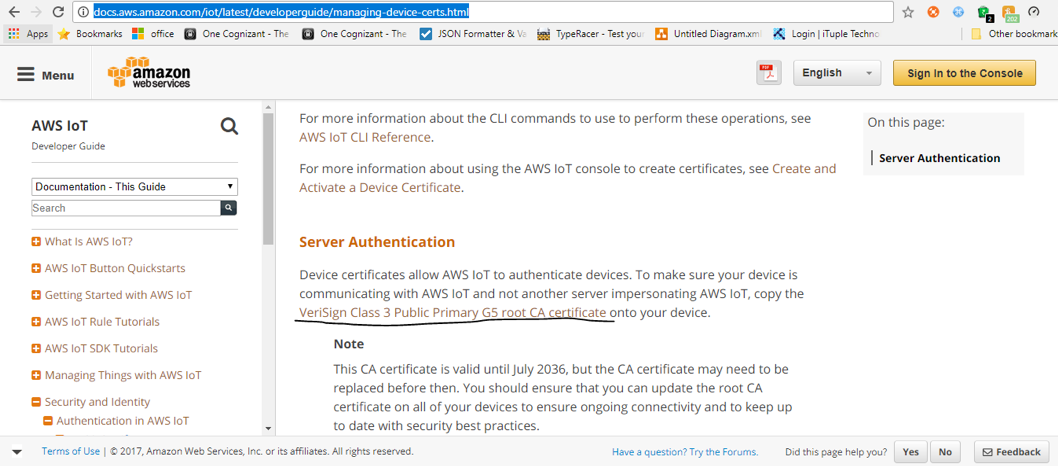 docs.aws.amazon.com/iot/latest/developerguide/managing-device-certs.html
2
202
Apps Bookmarks office One Cognizant - The One Cognizant - The JSON Formatter & Va TypeRacer - Test your Untitled Diagram.xml Login | iTuple Techno Other bookmark
Menu amazon web services PDF English Sign In to the Console
AWS IoT
Developer Guide
Documentation - This Guide
Search
What Is AWS IoT?
AWS IoT Button Quickstarts
Getting Started with AWS IoT
AWS IoT Rule Tutorials
AWS IoT SDK Tutorials
Managing Things with AWS IoT
Security and Identity
Authentication in AWS IoT
For more information about the CLI commands to use to perform these operations, see
AWS IoT CLI Reference.
For more information about using the AWS IoT console to create certificates, see Create and
Activate a Device Certificate.
Server Authentication
Device certificates allow AWS IoT to authenticate devices. To make sure your device is
communicating with AWS IoT and not another server impersonating AWS IoT, copy the
VeriSign Class 3 Public Primary G5 root CA certificate onto your device.
Note
This CA certificate is valid until July 2036, but the CA certificate may need to be
replaced before then. You should ensure that you can update the root CA
certificate on all of your devices to ensure ongoing connectivity and to keep up
to date with security best practices.
On this page:
Server Authentication
Terms of Use | © 2017, Amazon Web Services, Inc. or its affiliates. All rights reserved. Have a question? Try the Forums. Did this page help you? Yes No Feedback